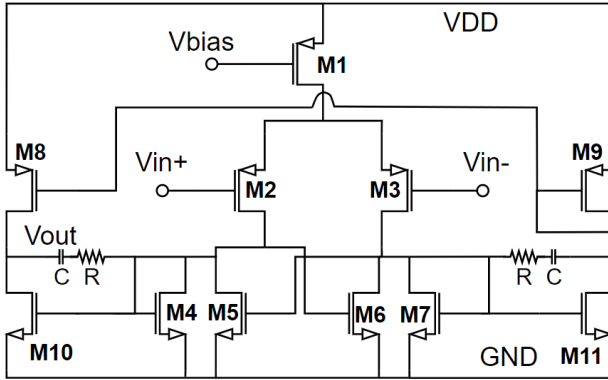 VDD
Vbias
M1
M8
M9
Vin+
Vin-
M2
M3
Vout
C
R
R
C
M4
M5
M6
M7
M10
GND
M11